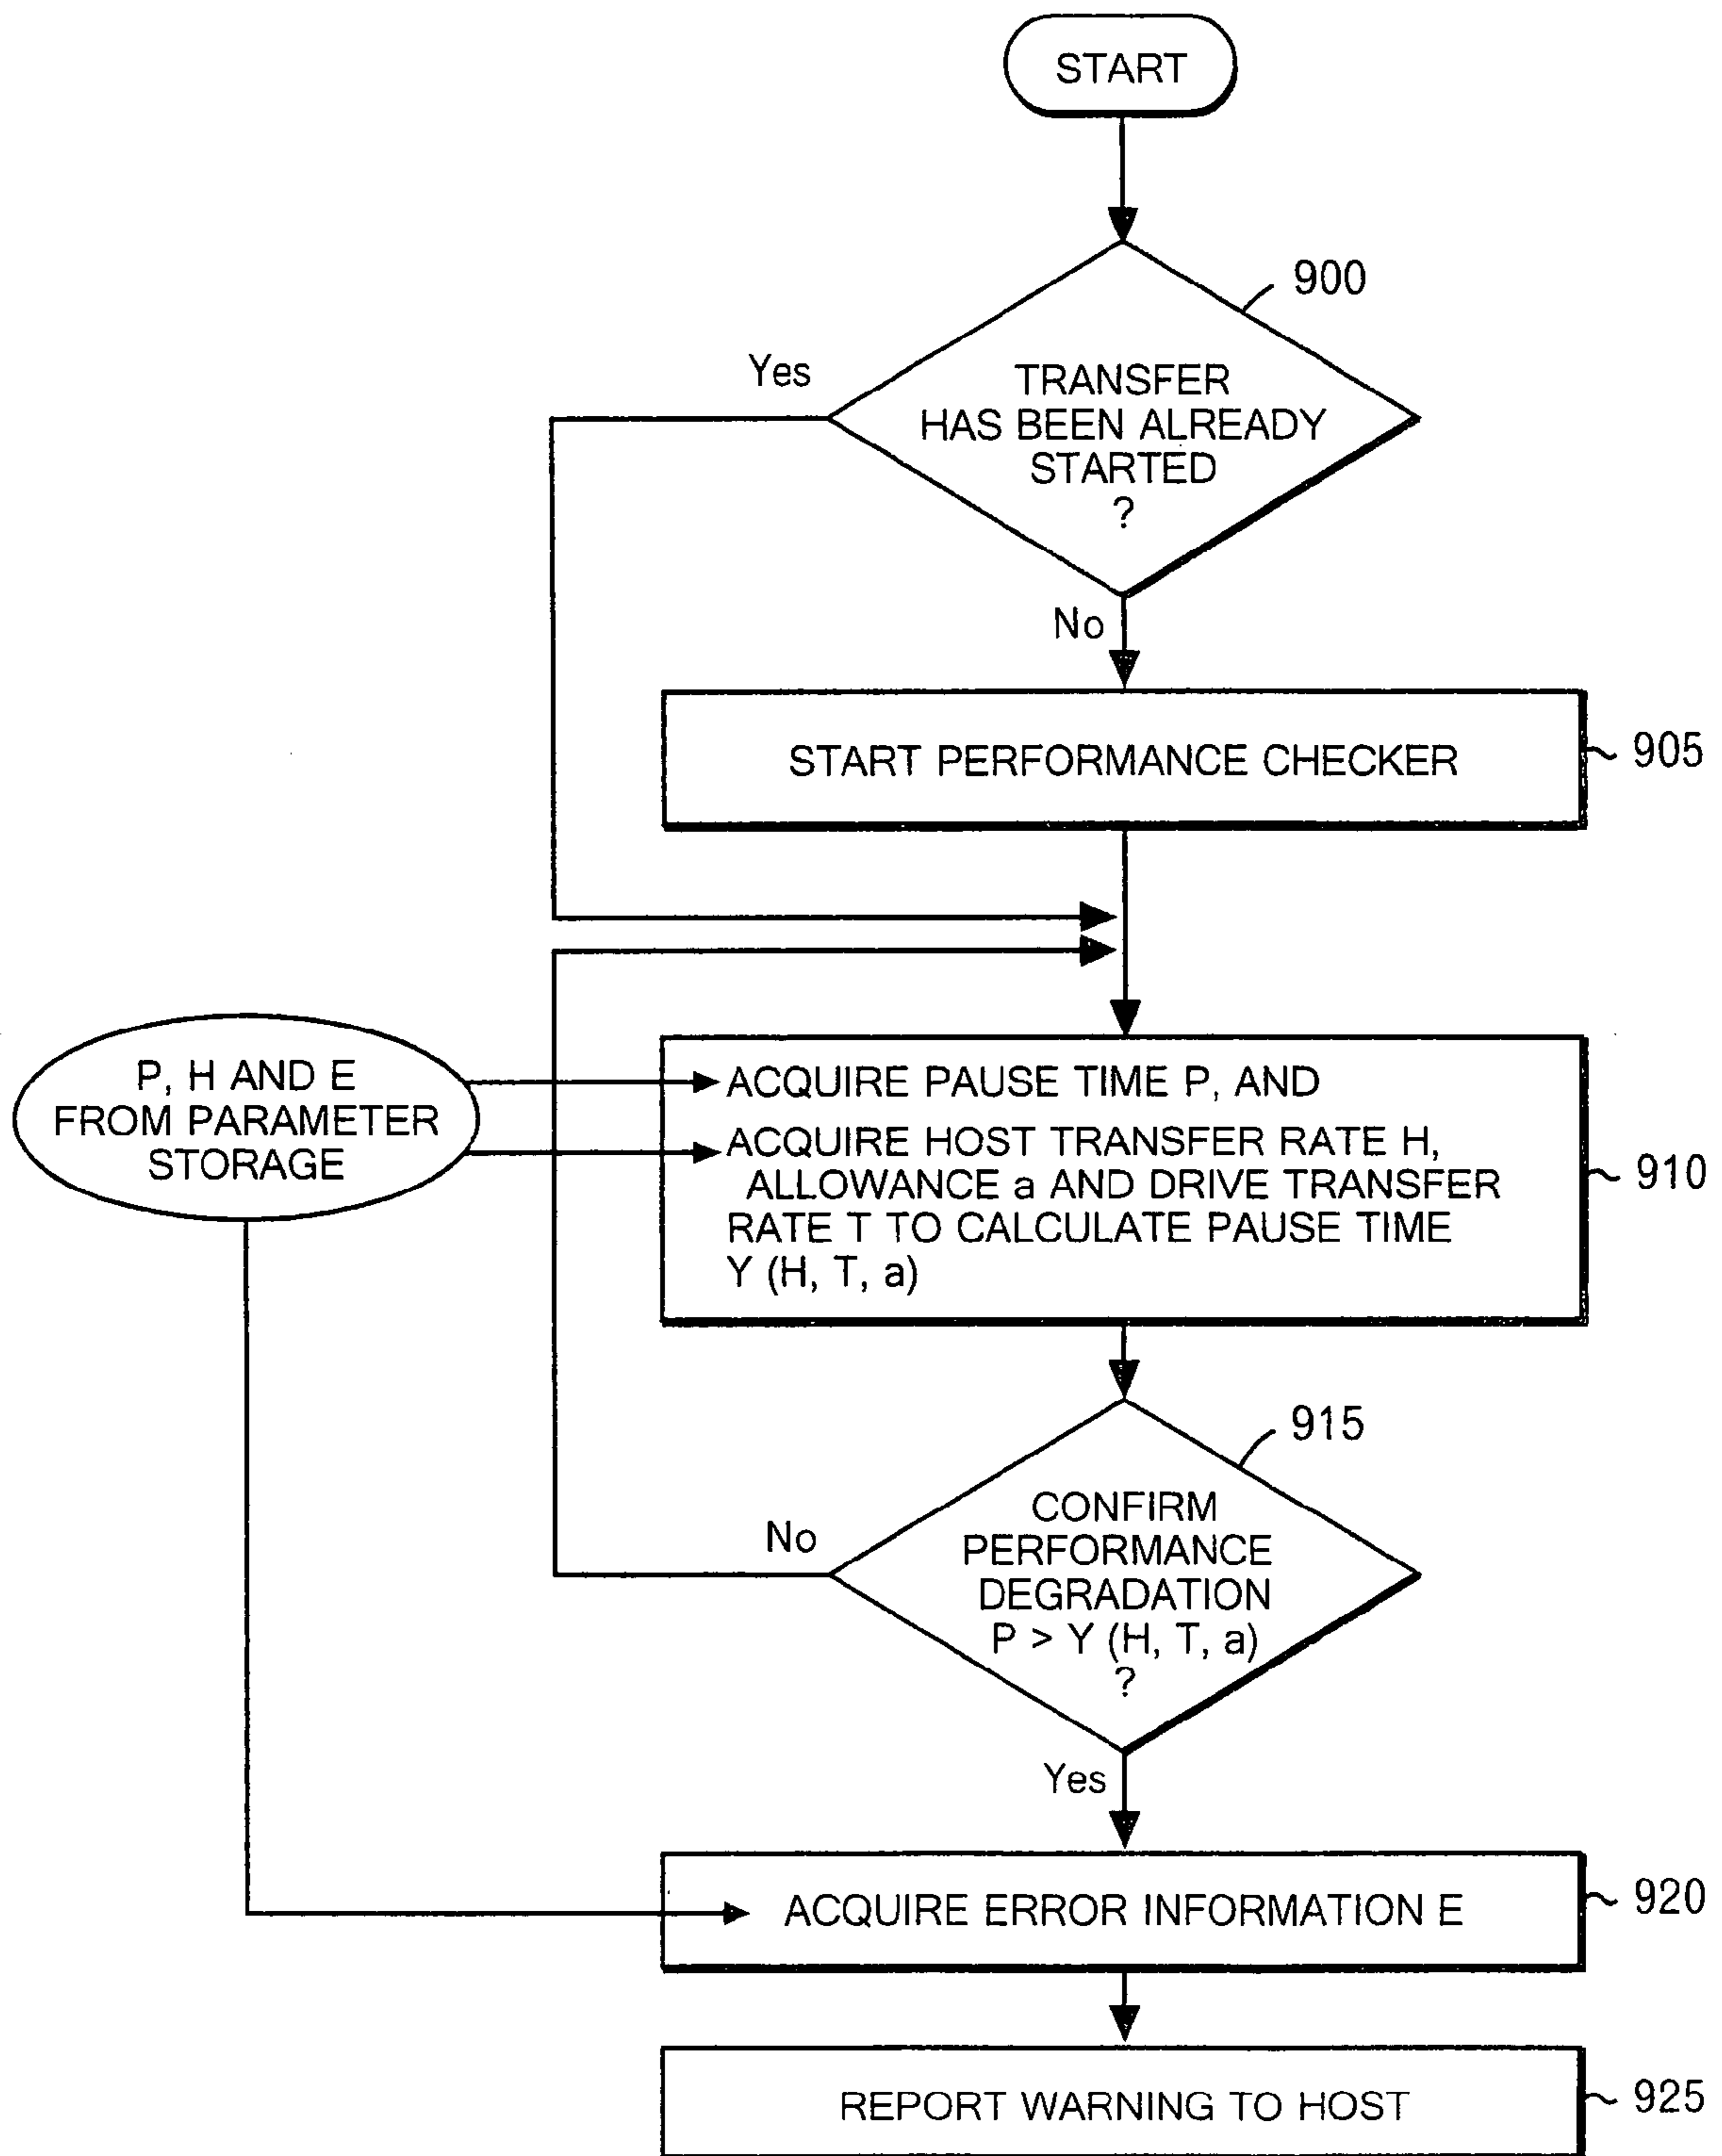 START
900
Yes
TRANSFER
HAS BEEN ALREADY
STARTED
?
No
START PERFORMANCE CHECKER
905
P, H AND E
FROM PARAMETER
STORAGE
ACQUIRE PAUSE TIME P, AND
ACQUIRE HOST TRANSFER RATE H,
ALLOWANCE a AND DRIVE TRANSFER
RATE T TO CALCULATE PAUSE TIME
Y (H, T, a)
910
915
No
CONFIRM
PERFORMANCE
DEGRADATION
P > Y (H, T, a)
?
Yes
ACQUIRE ERROR INFORMATION E
920
REPORT WARNING TO HOST
925